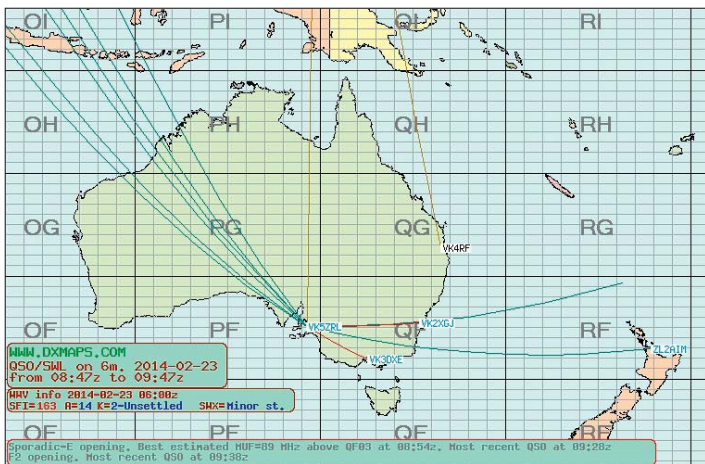 OI PI QI RI
OH PH QH RH
OG PG QG RG
VK4RF
VK5ZRL VK2XGJ
OF PF QF RF
VK3DXE
ZL2AIM
WWW.DXMAPS.COM
QSO/SWL on 6m. 2014-02-23
from 08:47z to 09:47z
WWV info 2014-02-23 06:00z
SFI=163 A=14 K=2-Unsettled SWX=Minor st.
OE PE QE RE
Sporadic-E opening. Best estimated MUF=89 MHz above QF03 at 08:54z. Most recent QSO at 09:28z
F2 opening. Most recent QSO at 09:38z